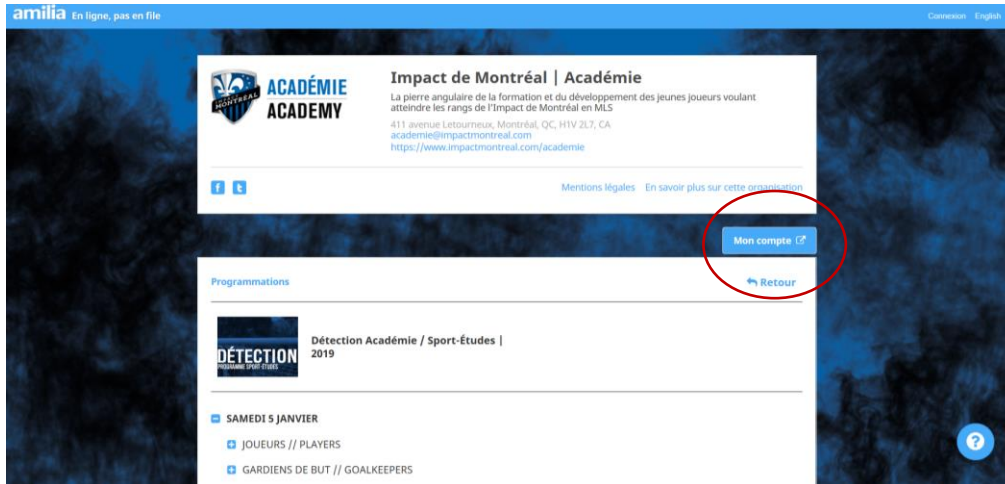 amilia En ligne, pas en file
Connexion English
MONTRÉAL
ACADÉMIE
ACADEMY
Impact de Montréal | Académie
La pierre angulaire de la formation et du développement des jeunes joueurs voulant
atteindre les rangs de l'Impact de Montréal en MLS
411 avenue Letourneux, Montréal, QC, H1V 2L7, CA
academie@impactmontreal.com
https://www.impactmontreal.com/academie
Mentions légales En savoir plus sur cette organisation
Mon compte
Programmations
Retour
DÉTECTION
PROGRAMME SPORT-ÉTUDES
Détection Académie / Sport-Études |
2019
SAMEDI 5 JANVIER
JOUEURS // PLAYERS
GARDIENS DE BUT // GOALKEEPERS